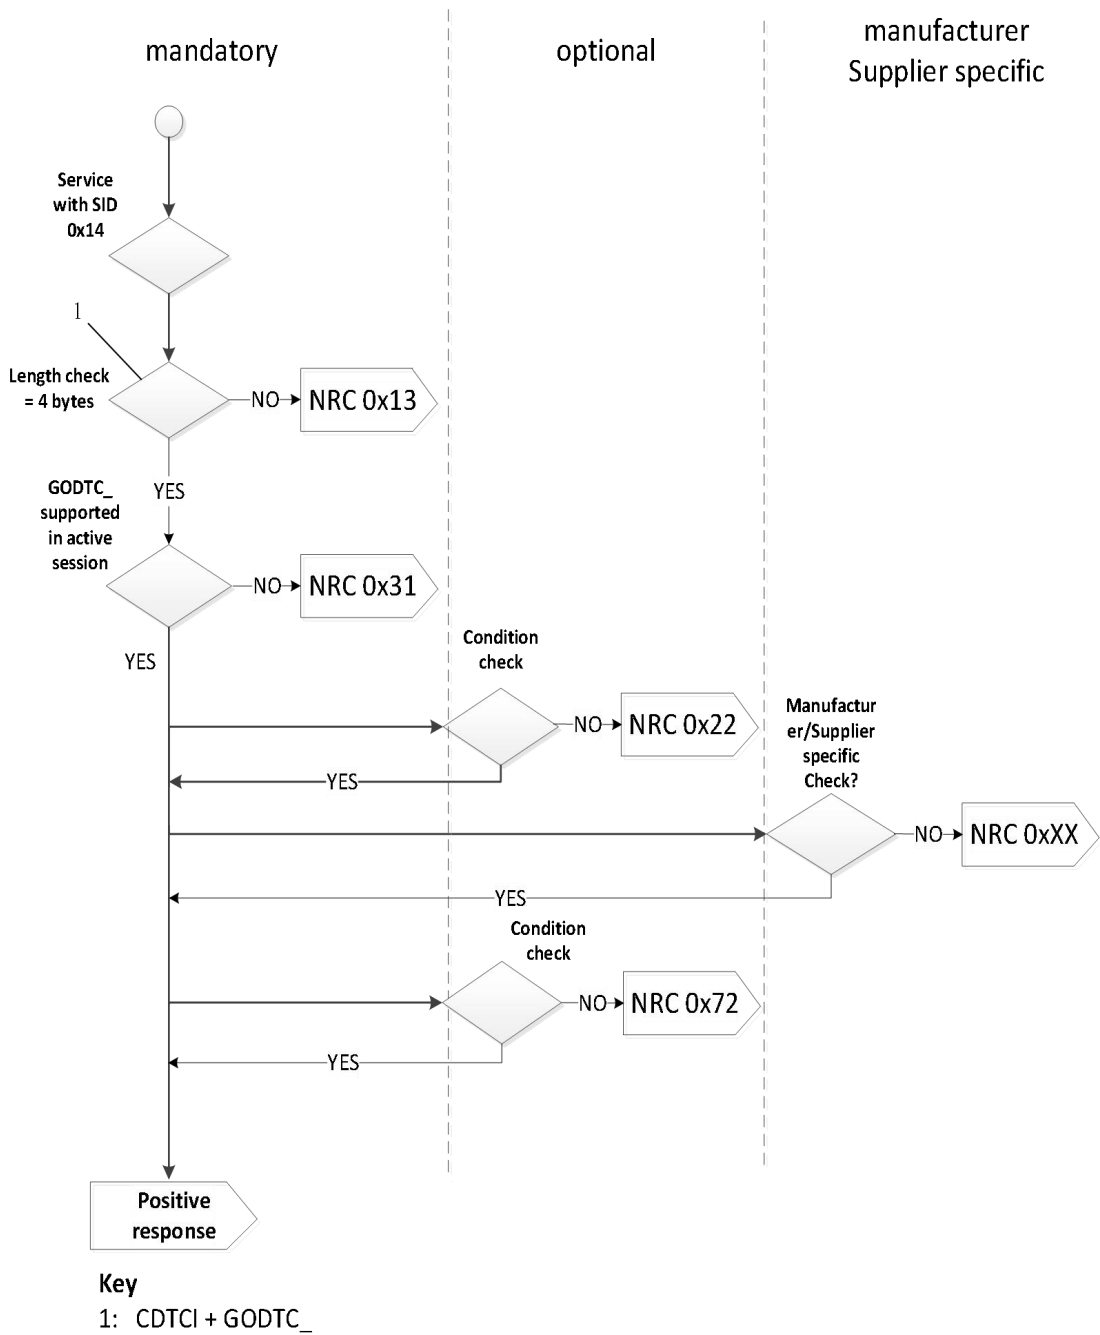 mandatory
optional
manufacturer
Supplier specific
Service
with SID
0x14
1
Length check
= 4 bytes
NO
NRC 0x13
YES
GODTC_
supported
in active
session
NO
NRC 0x31
YES
Condition
check
NO
NRC 0x22
YES
Manufactur
er/Supplier
specific
Check?
NO
NRC 0xXX
YES
Condition
check
NO
NRC 0x72
YES
Positive
response
Key
1: CDTCI + GODTC_